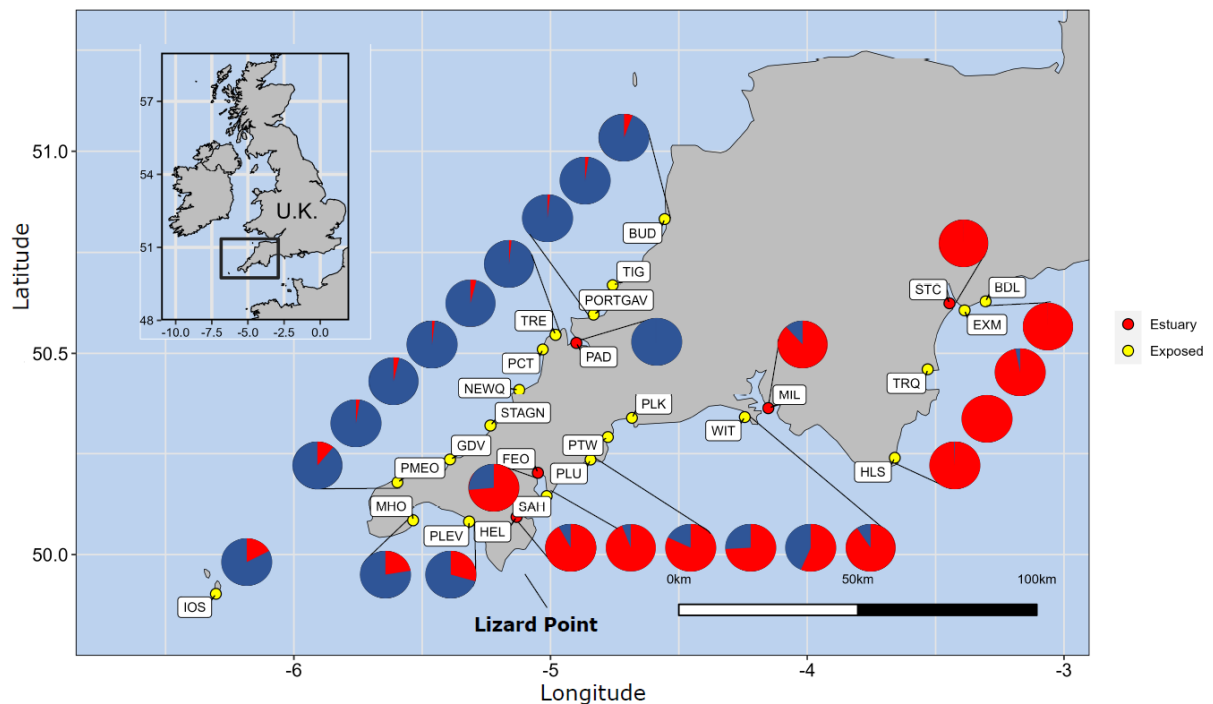 Latitude
51.0
50.5
50.0
57
54
51
48
-10.0 -7.5 -5.0 -2.5 0.0
U.K.
BUD
TIG
PORTGAV
TRE
PAD
PCT
NEWQ
STAGN
GDV
PMEO
MHO
PLEV
HEL
SAH
FEO
PLU
PTW
PLK
WIT
MIL
STC
BDL
EXM
TRQ
HLS
IOS
Lizard Point
0km 50km 100km
-6 -5 -4 -3
Longitude
Estuary
Exposed